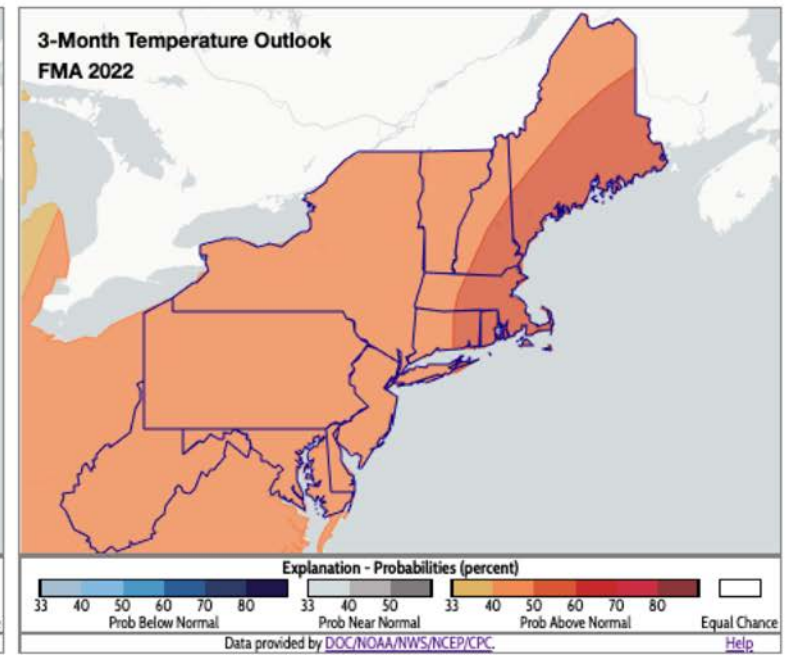 3-Month Temperature Outlook
FMA 2022
Explanation - Probabilities (percent)
33 40 50 60 70 80 33 40 50 33 40 50 60 70 80
Prob Below Normal Prob Near Normal Prob Above Normal Equal Chance
Data provided by DOC/NOAA/NWS/NCEP/CPC. Help